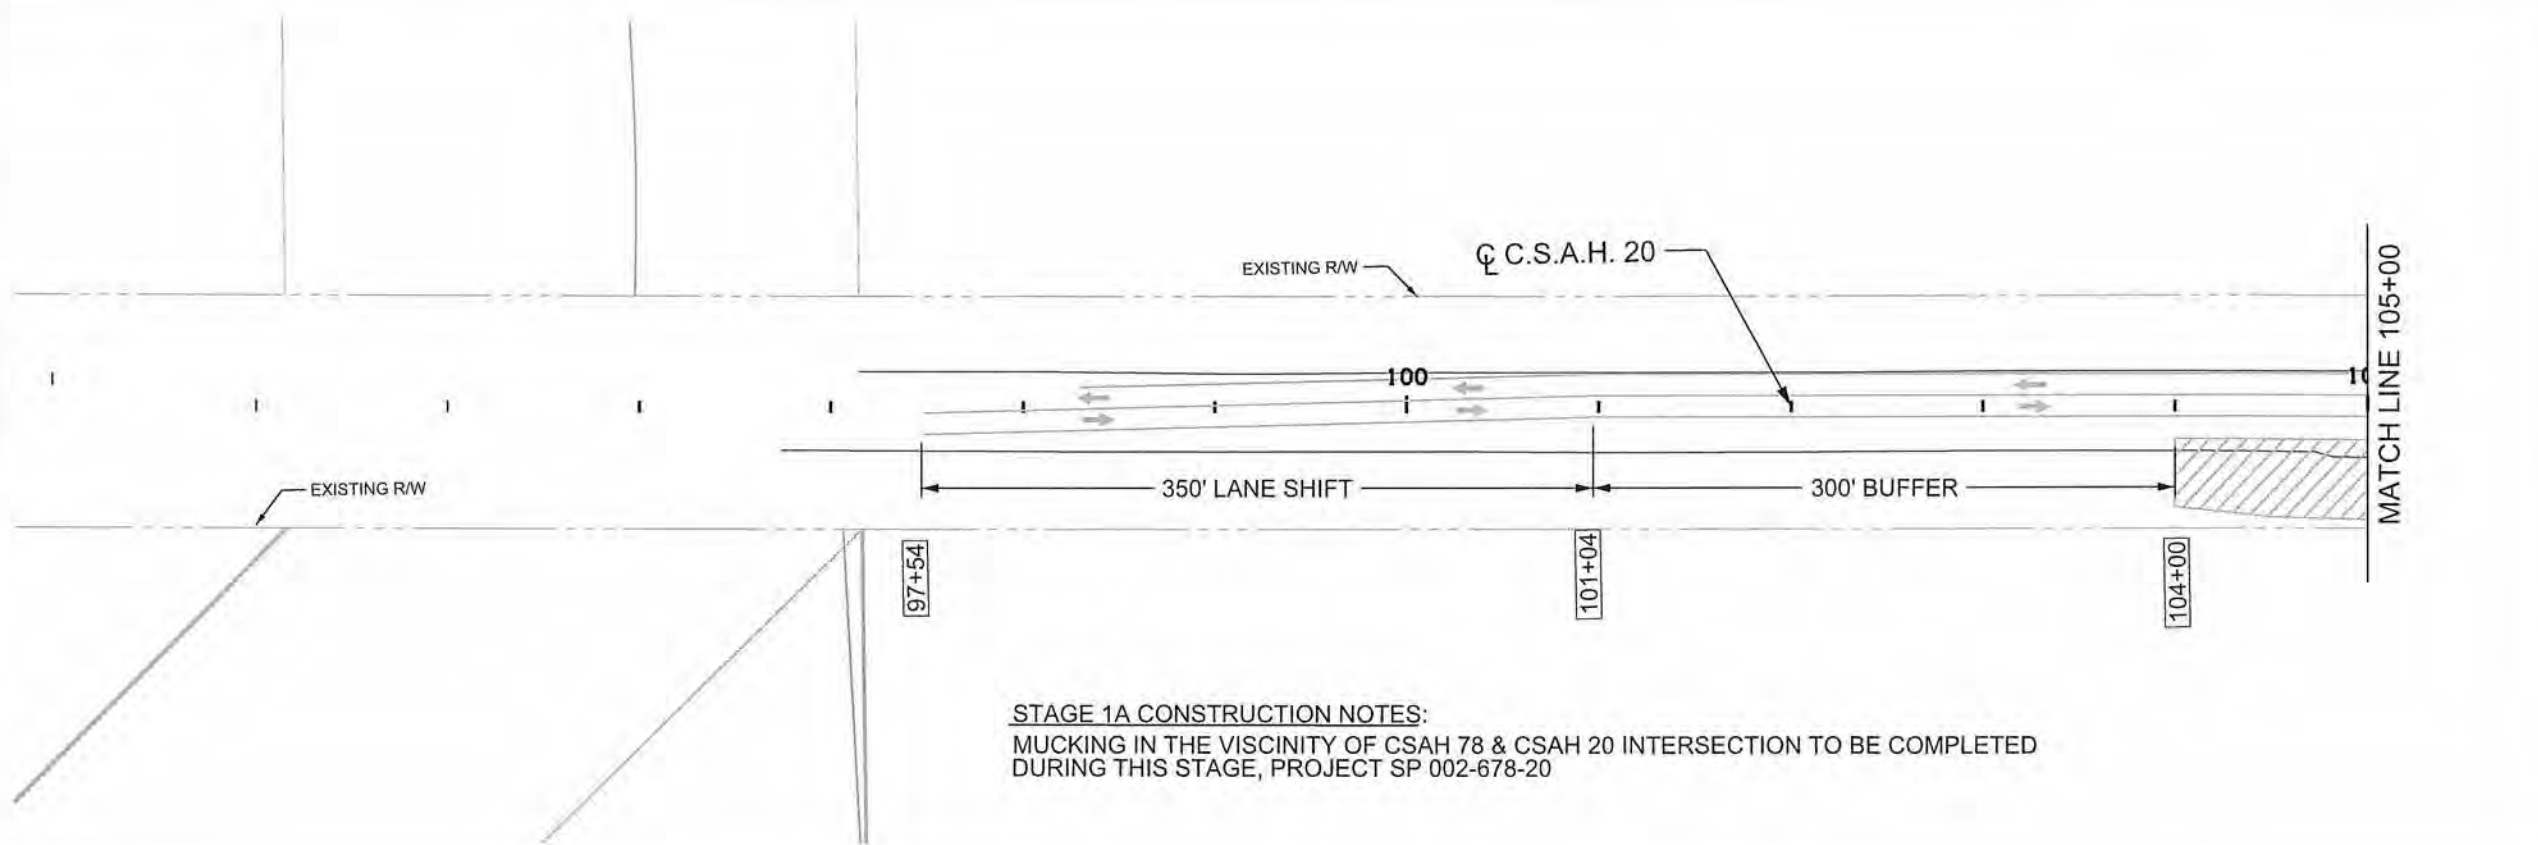 EXISTING R/W
℄ C.S.A.H. 20
MATCH LINE 105+00
100
10
EXISTING R/W
350' LANE SHIFT
300' BUFFER
97+54
101+04
104+00
STAGE 1A CONSTRUCTION NOTES:
MUCKING IN THE VISCINITY OF CSAH 78 & CSAH 20 INTERSECTION TO BE COMPLETED
DURING THIS STAGE, PROJECT SP 002-678-20